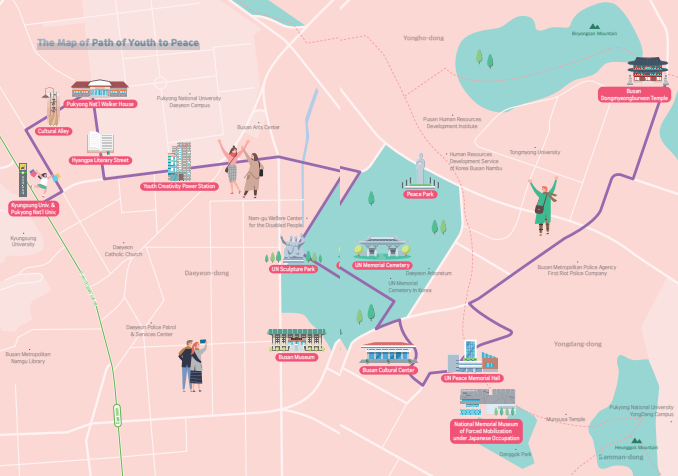 The Map of Path of Youth to Peace
Yongho-dong
Binyongsan Mountain
Busan
Dongmyeongbulwon Temple
Pukyong Nat'l Walker House
Pukyong National University
Daeyeon Campus
Cultural Alley
Busan Arts Center
Pusan Human Resources
Development Institute
Nyongpa Literary Street
Human Resources
Development Service
of Korea Busan Nambu
Tongmyong University
Youth Creativity Power Station
Peace Park
Kyungsung Univ. &
Pukyong Nat'l Univ.
Nam-gu Welfare Center
for the Disabled People
Kyungsung
University
Daeyeon
Catholic Church
UN Sculpture Park
UN Memorial Cemetery
Daeyeon Arboretum
Daeyeon-dong
UN Memorial
Cemetery in Korea
Busan Metropolitan Police Agency
First Riot Police Company
Daeyeon Police Patrol
& Services Center
Busan Metropolitan
Namgu Library
Busan Museum
Yongdang-dong
Busan Cultural Center
UN Peace Memorial Hall
National Memorial Museum
of Forced Mobilization
under Japanese Occupation
Munsusa Temple
Pukyong National University
Yongdang Campus
Danggok Park
Gamman-dong